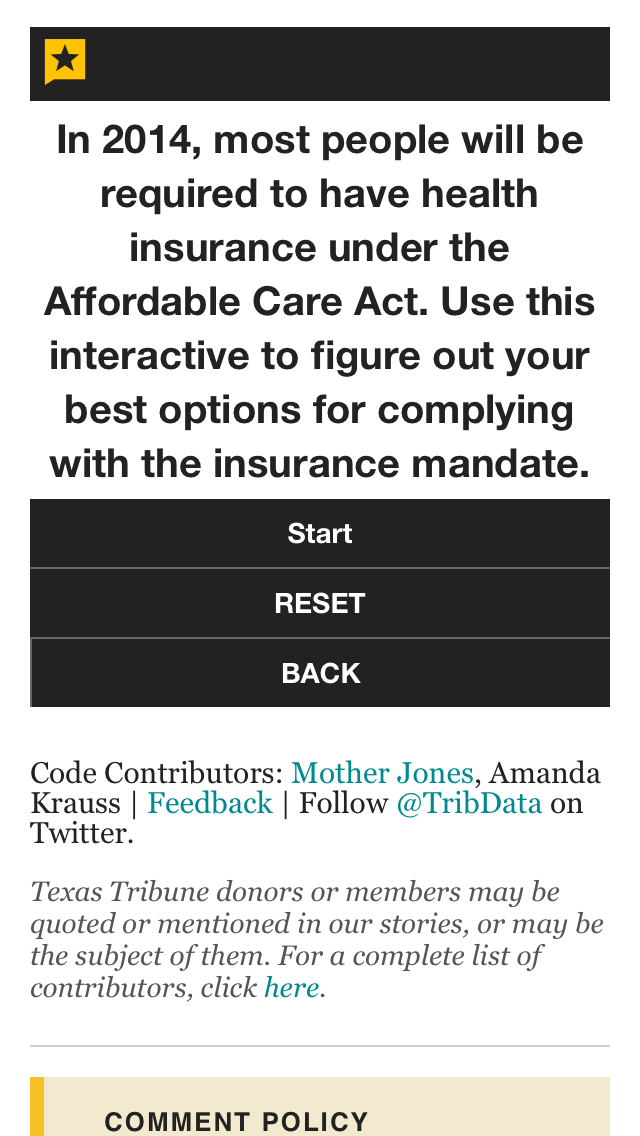 In 2014, most people will be
required to have health
insurance under the
Affordable Care Act. Use this
interactive to figure out your
best options for complying
with the insurance mandate.
Start
RESET
BACK
Code Contributors: Mother Jones, Amanda
Krauss | Feedback | Follow @TribData on
Twitter.
Texas Tribune donors or members may be
quoted or mentioned in our stories, or may be
the subject of them. For a complete list of
contributors, click here.
COMMENT POLICY